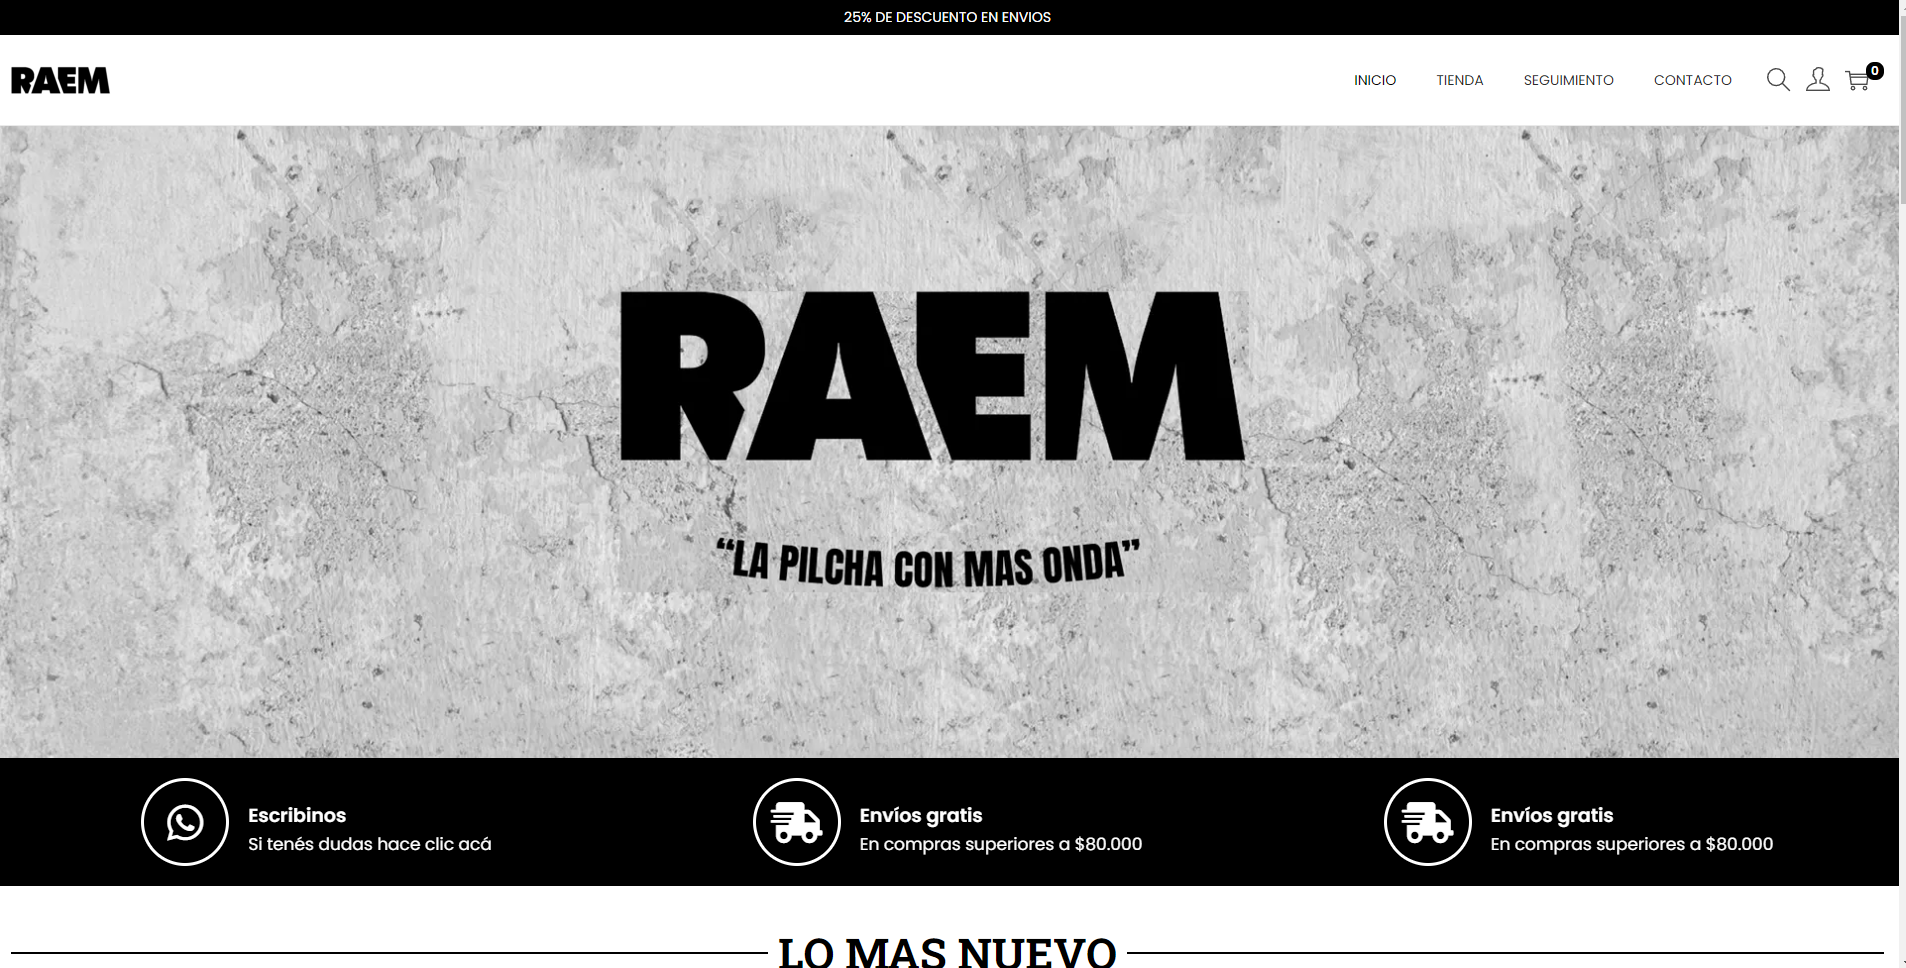 25% DE DESCUENTO EN ENVIOS
RAEM
INICIO TIENDA SEGUIMIENTO CONTACTO 0
RAEM
“LA PILCHA CON MAS ONDA”
Escribinos
Si tenés dudas hace clic acá
Envíos gratis
En compras superiores a $80.000
Envíos gratis
En compras superiores a $80.000
LO MAS NUEVO